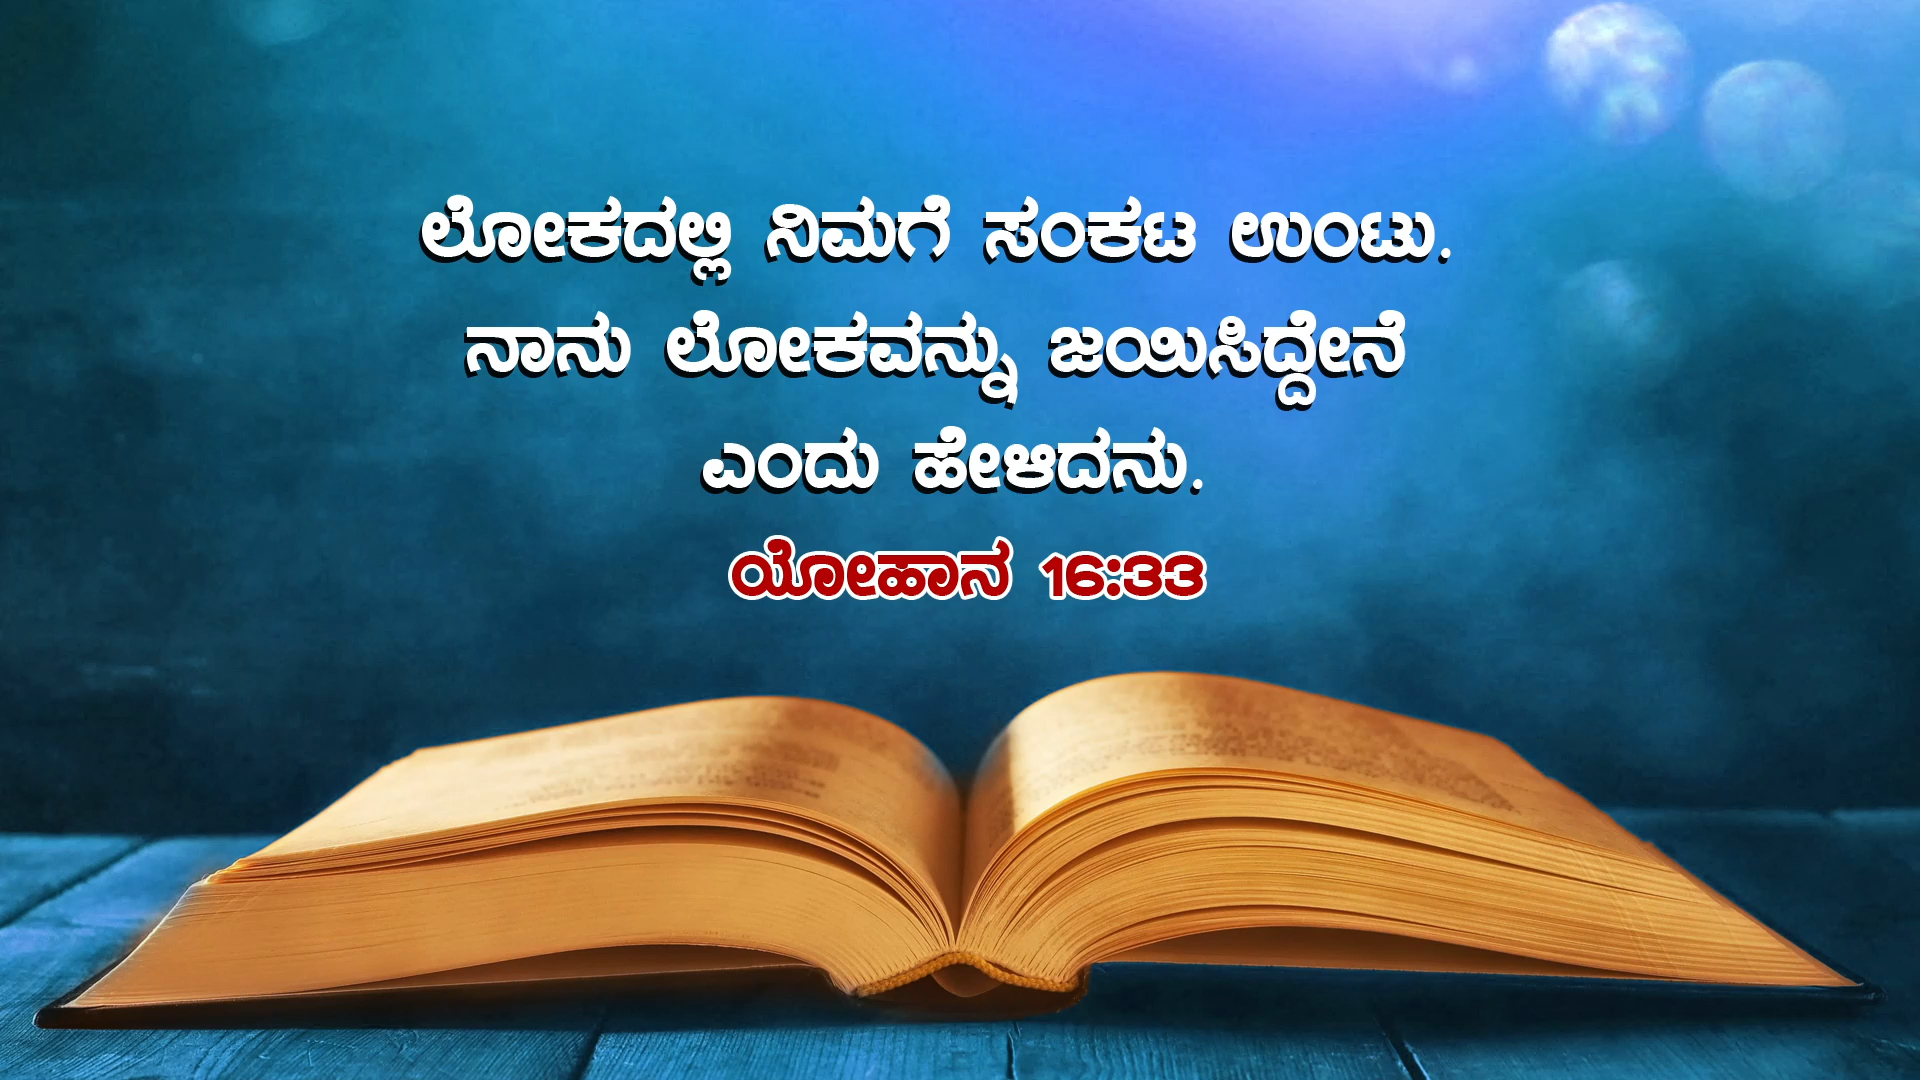 ಲೋಕದಲ್ಲಿ ನಿಮಗೆ ಸಂಕಟ ಉಂಟು.
ನಾನು ಲೋಕವನ್ನು ಜಯಿಸಿದ್ದೇನೆ
ಎಂದು ಹೇಳಿದನು.
ಯೋಹಾನ 16:33